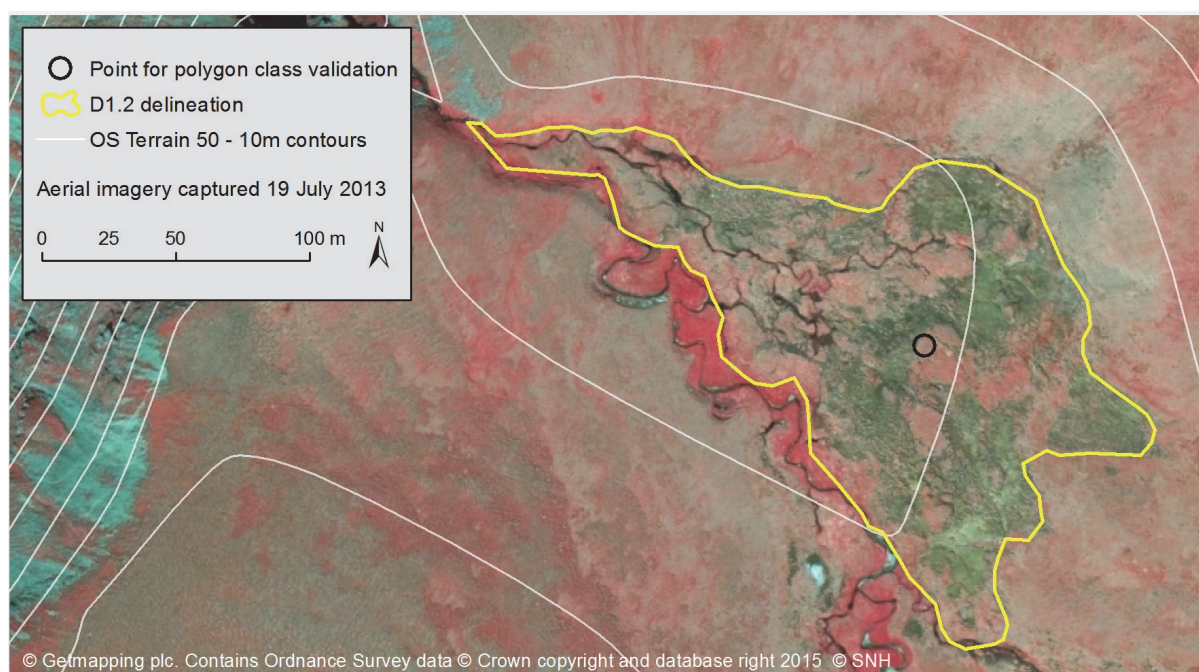 Point for polygon class validation
D1.2 delineation
OS Terrain 50 - 10m contours
Aerial imagery captured 19 July 2013
0 25 50 100 m
N
© Getmapping plc. Contains Ordnance Survey data © Crown copyright and database right 2015 © SNH